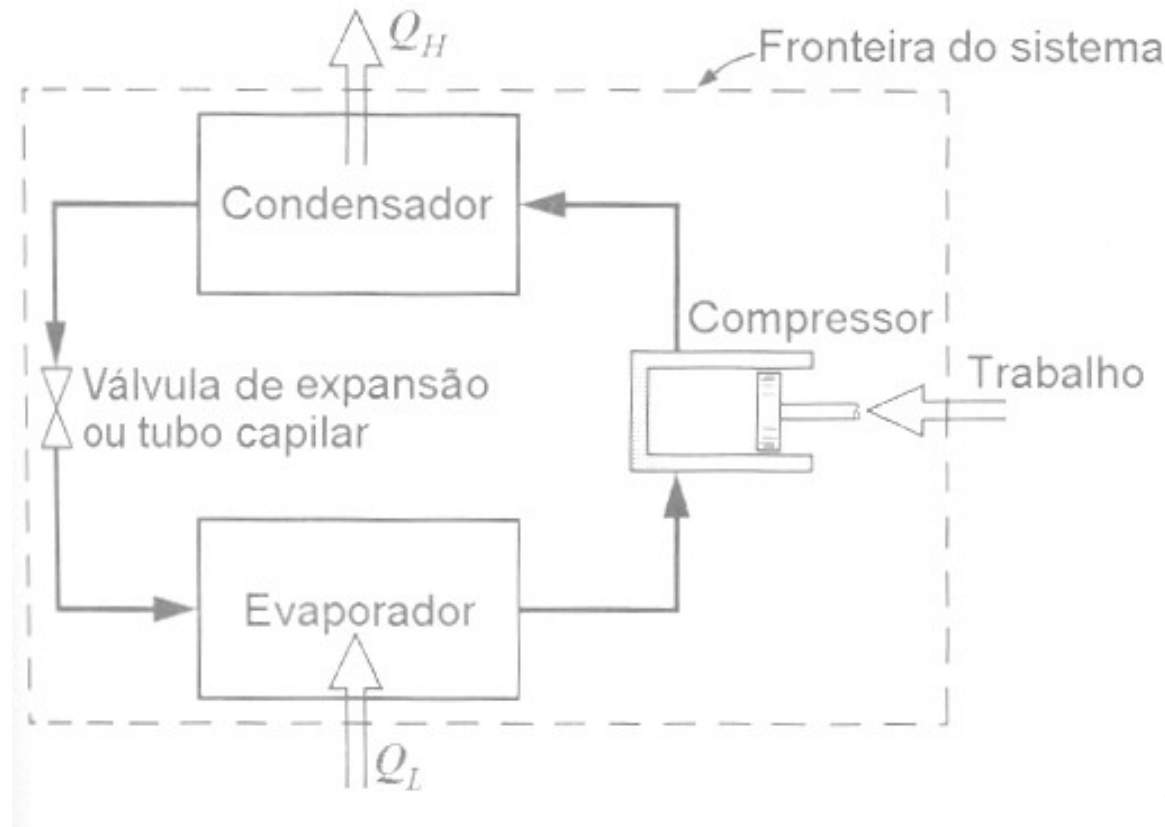 Q_H
Fronteira do sistema
Condensador
Compressor
Trabalho
Válvula de expansão
ou tubo capilar
Evaporador
Q_L